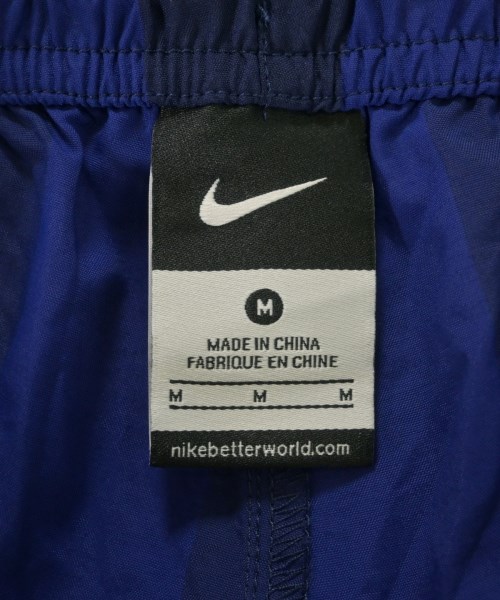 M
MADE IN CHINA
FABRIQUE EN CHINE
M M M
nikebetterworld.com